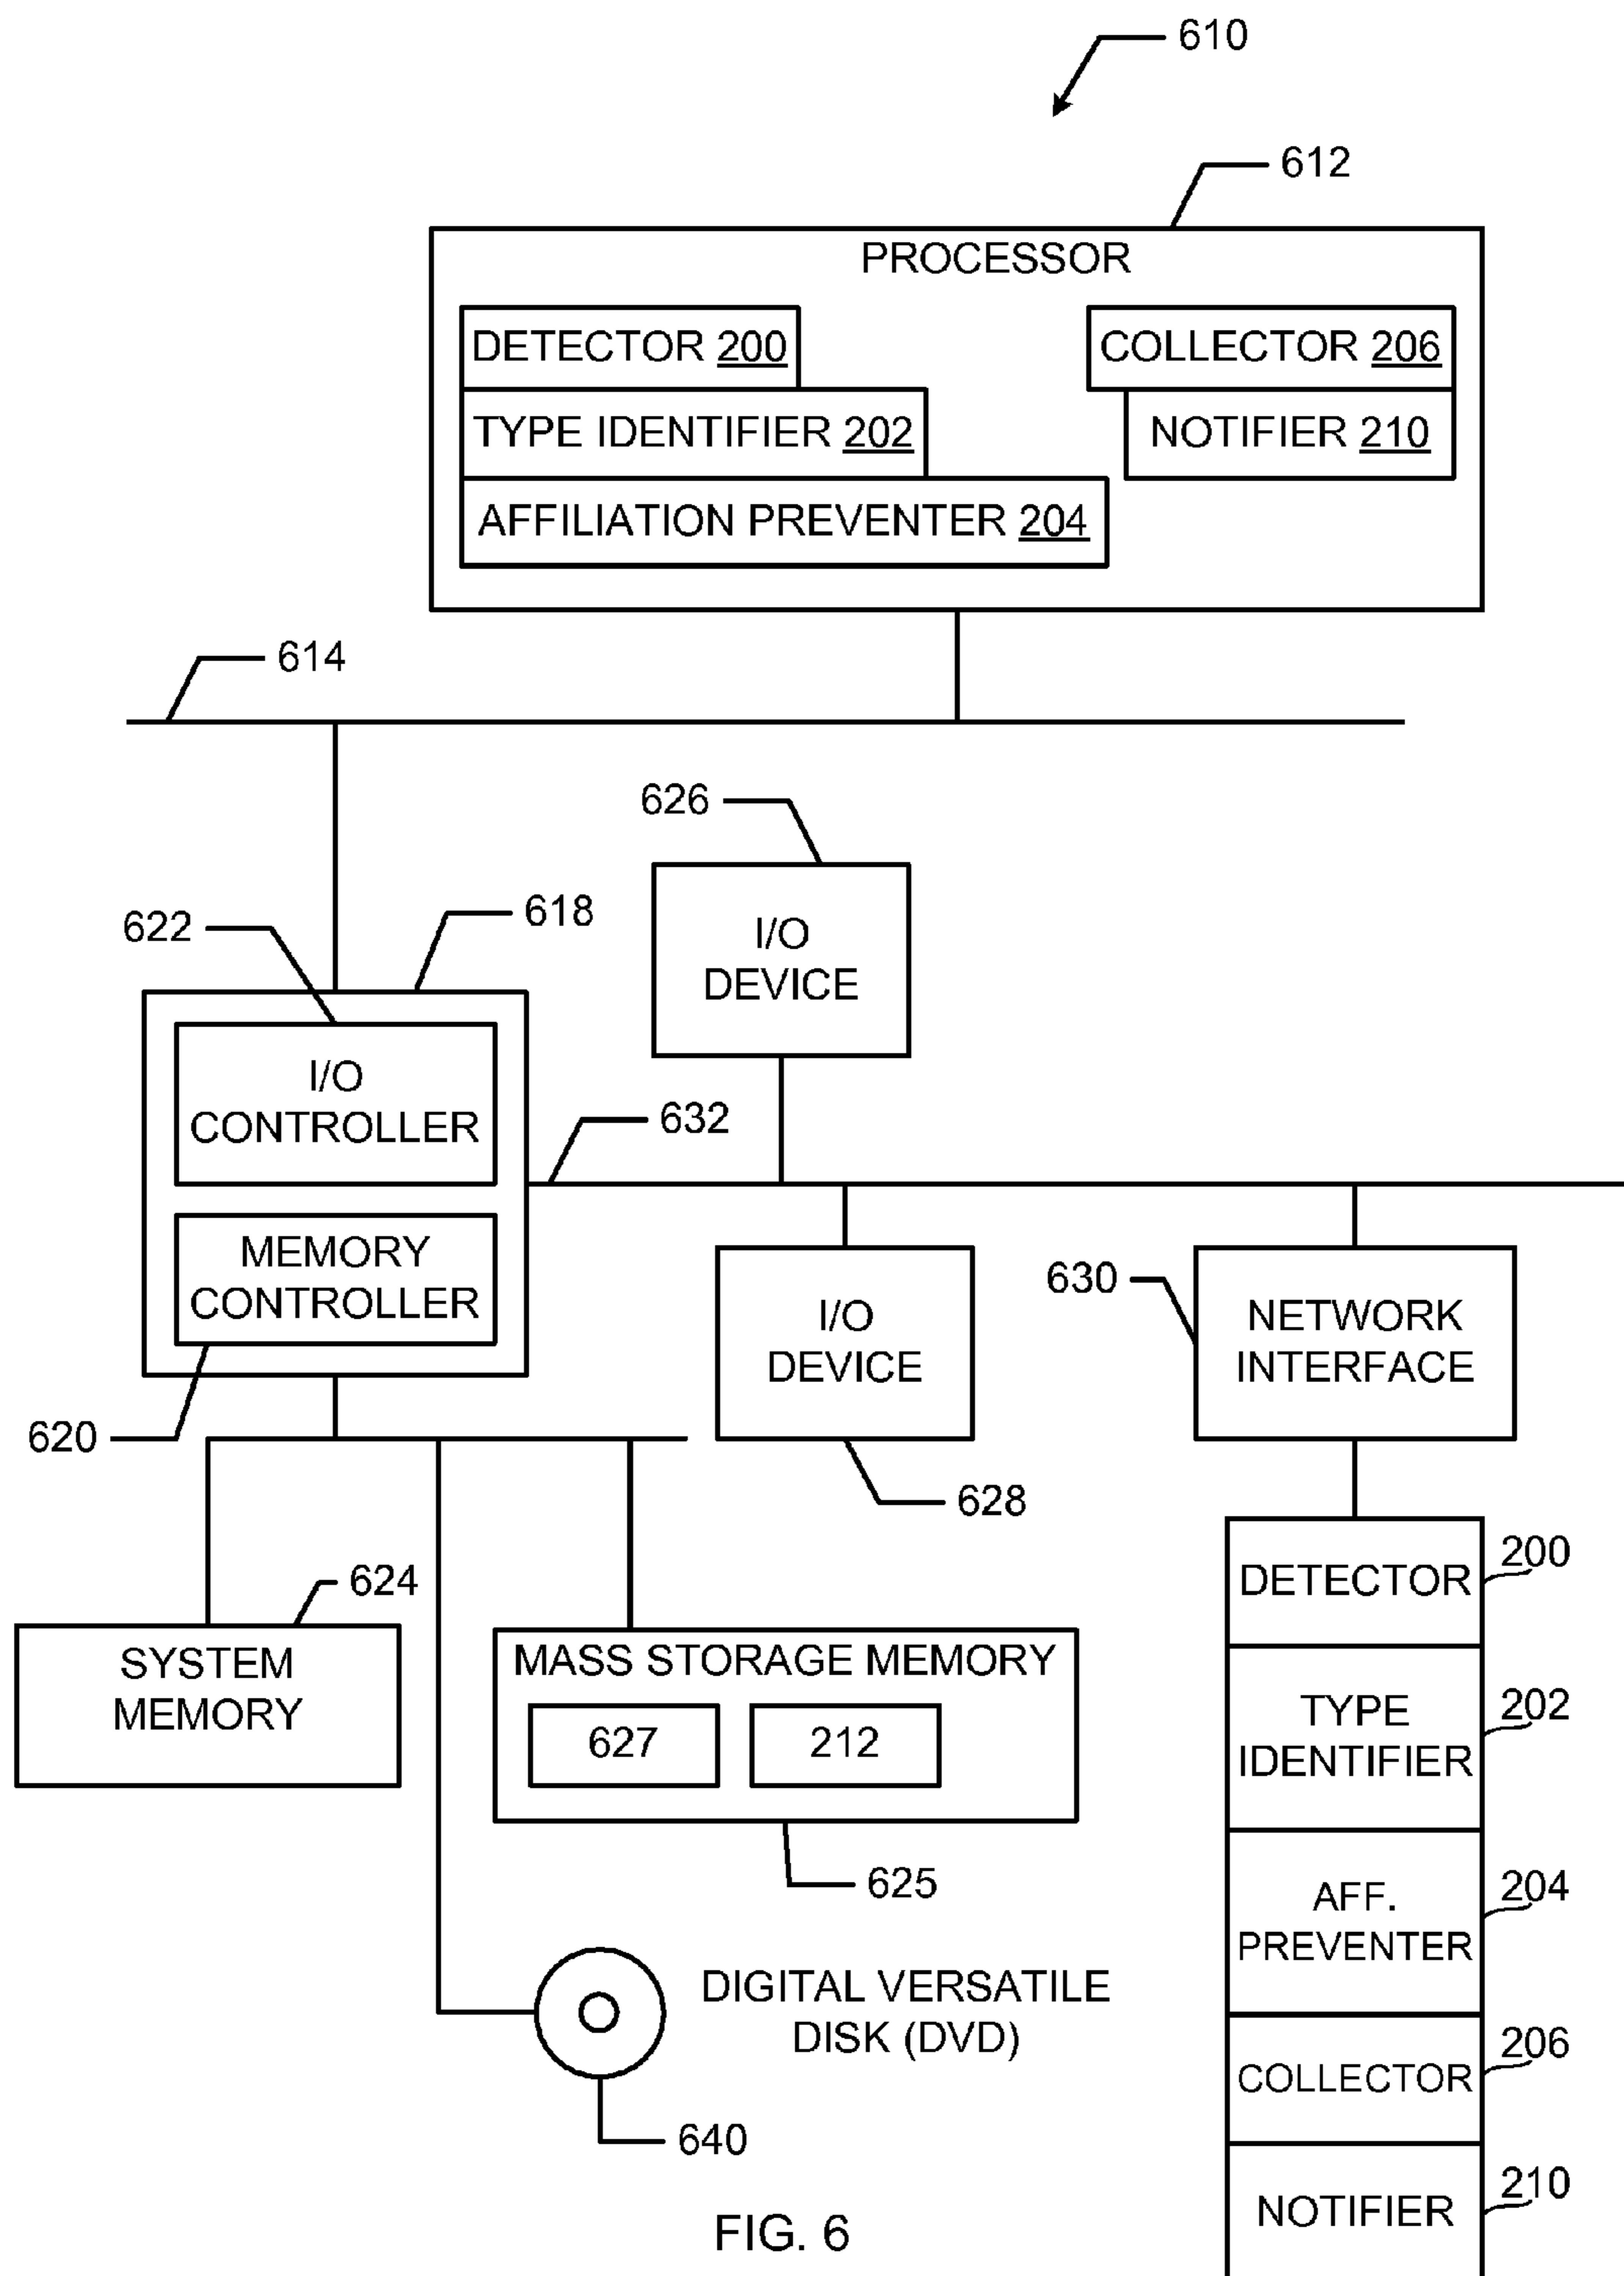 610
612
PROCESSOR
DETECTOR 200
COLLECTOR 206
TYPE IDENTIFIER 202
NOTIFIER 210
AFFILIATION PREVENTER 204
614
626
I/O
DEVICE
622
618
I/O
CONTROLLER
632
MEMORY
CONTROLLER
620
I/O
DEVICE
628
630
NETWORK
INTERFACE
624
SYSTEM
MEMORY
MASS STORAGE MEMORY
627
212
625
DETECTOR
200
TYPE
IDENTIFIER
202
AFF.
PREVENTER
204
COLLECTOR
206
NOTIFIER
210
DIGITAL VERSATILE
DISK (DVD)
640
FIG. 6